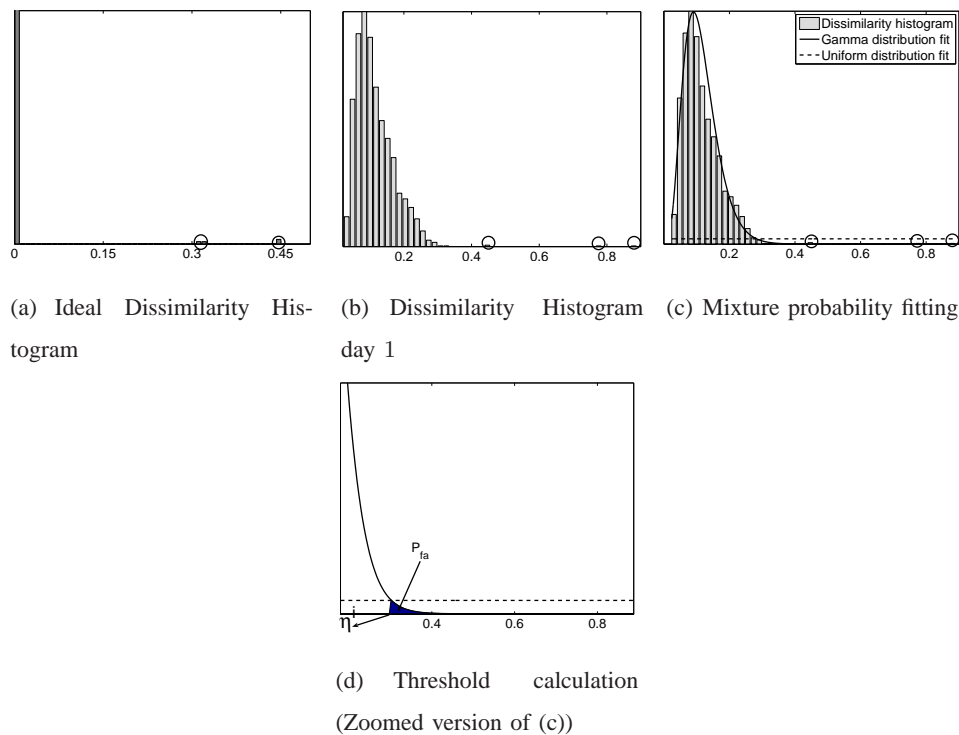 Dissimilarity histogram
Gamma distribution fit
Uniform distribution fit
0 0.15 0.3 0.45
0.2 0.4 0.6 0.8
0.2 0.4 0.6 0.8
(a) Ideal Dissimilarity His-
togram
(b) Dissimilarity Histogram
day 1
(c) Mixture probability fitting
P_fa
η^i
0.4 0.6 0.8
(d) Threshold calculation
(Zoomed version of (c))